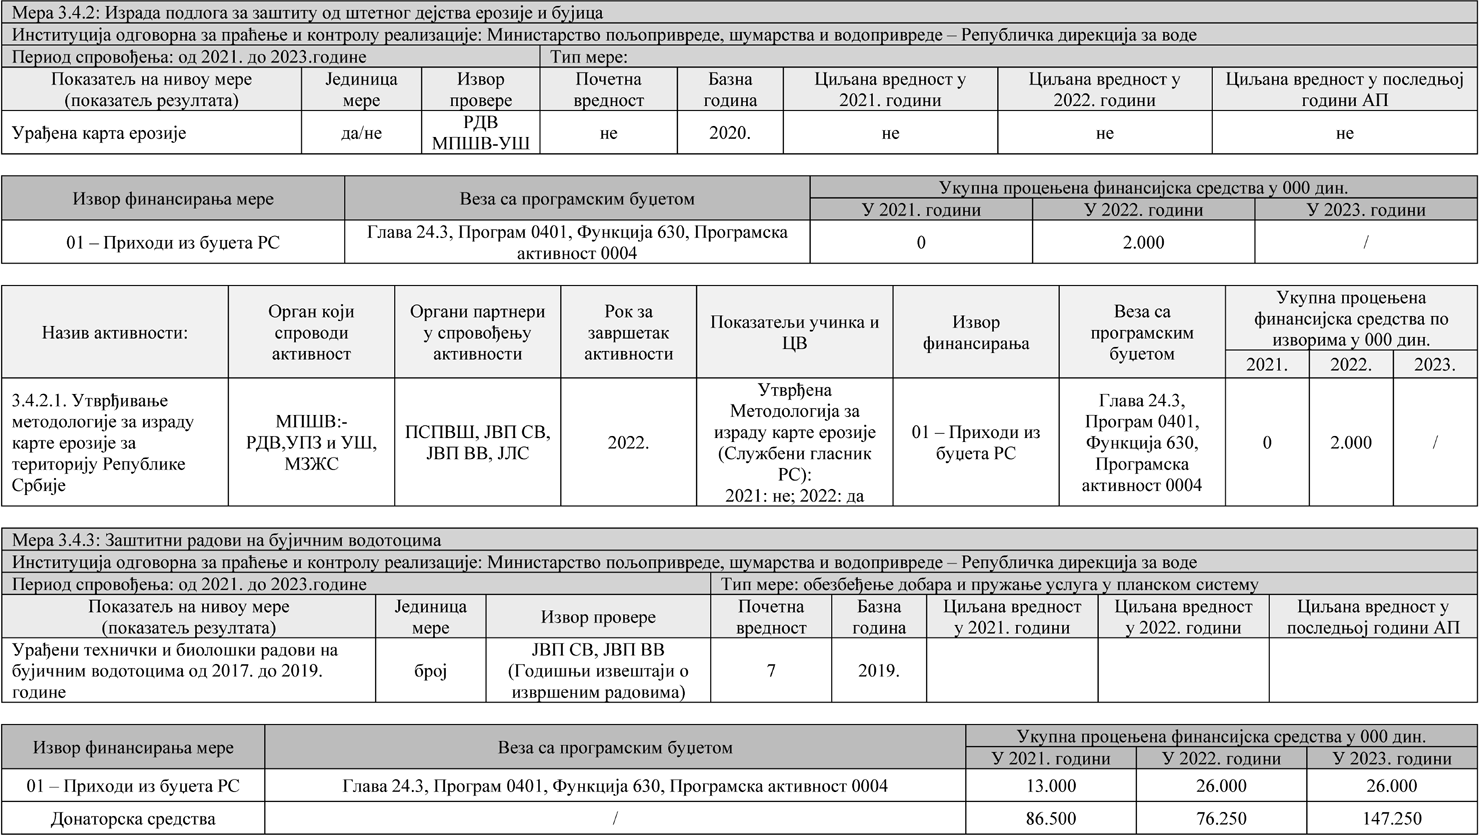 Мера 3.4.2: Израда подлога за заштиту од штетног дејства ерозије и бујица
Институција одговорна за праћење и контролу реализације: Министарство пољопривреде, шумарства и водопривреде – Републичка дирекција за воде
Период спровођења: од 2021. до 2023.године Тип мере:
Показатељ на нивоу мере (показатељ резултата)
Јединица мере
Извор провере
Почетна вредност
Базна година
Циљана вредност у 2021. години
Циљана вредност у 2022. години
Циљана вредност у последњој години АП
Урађена карта ерозије
да/не
РДВ
МПШВ-УШ
не
2020.
не
не
не
Извор финансирања мере
Веза са програмским буџетом
Укупна процењена финансијска средства у 000 дин.
У 2021. години
У 2022. години
У 2023. години
01 – Приходи из буџета РС
Глава 24.3, Програм 0401, Функција 630, Програмска
активност 0004
0
2.000
/
Назив активности:
Орган који
спроводи
активност
Органи партнери
у спровођењу
активности
Рок за
завршетак
активности
Показатељи учинка и
ЦВ
Извор
финансирања
Веза са
програмским
буџетом
Укупна процењена
финансијска средства по
изворима у 000 дин.
2021.
2022.
2023.
3.4.2.1. Утврђивање
методологије за израду
карте ерозије за
територију Републике
Србије
МПШВ:-
РДВ,УПЗ и УШ,
МЗЖС
ПСПВШ, ЈВП СВ,
ЈВП ВВ, ЈЛС
2022.
Утврђена
Методологија за
израду карте ерозије
(Службени гласник
РС):
2021: не; 2022: да
01 – Приходи из
буџета РС
Глава 24.3,
Програм 0401,
Функција 630,
Програмска
активност 0004
0
2.000
/
Мера 3.4.3: Заштитни радови на бујичним водотоцима
Институција одговорна за праћење и контролу реализације: Министарство пољопривреде, шумарства и водопривреде – Републичка дирекција за воде
Период спровођења: од 2021. до 2023.године Тип мере: обезбеђење добара и пружање услуга у планском систему
Показатељ на нивоу мере
(показатељ резултата)
Јединица
мере
Извор провере
Почетна
вредност
Базна
година
Циљана вредност
у 2021. години
Циљана вредност
у 2022. години
Циљана вредност у
последњој години АП
Урађени технички и биолошки радови на
бујичним водотоцима од 2017. до 2019.
године
број
ЈВП СВ, ЈВП ВВ
(Годишњи извештаји о
извршеним радовима)
7
2019.
Извор финансирања мере
Веза са програмским буџетом
Укупна процењена финансијска средства у 000 дин.
У 2021. години
У 2022. години
У 2023. години
01 – Приходи из буџета РС
Глава 24.3, Програм 0401, Функција 630, Програмска активност 0004
13.000
26.000
26.000
Донаторска средства
/
86.500
76.250
147.250